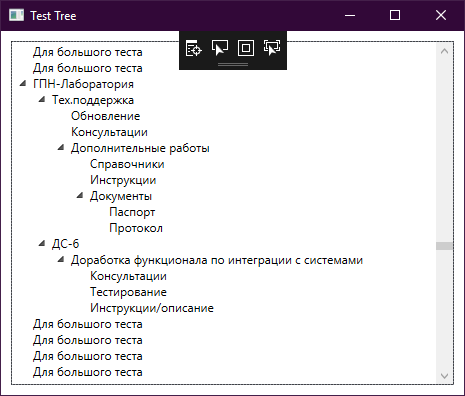 Test Tree
Для большого теста
Для большого теста
ГПН-Лаборатория
Тех.поддержка
Обновление
Консультации
Дополнительные работы
Справочники
Инструкции
Документы
Паспорт
Протокол
ДС-6
Доработка функционала по интеграции с системами
Консультации
Тестирование
Инструкции/описание
Для большого теста
Для большого теста
Для большого теста
Для большого теста